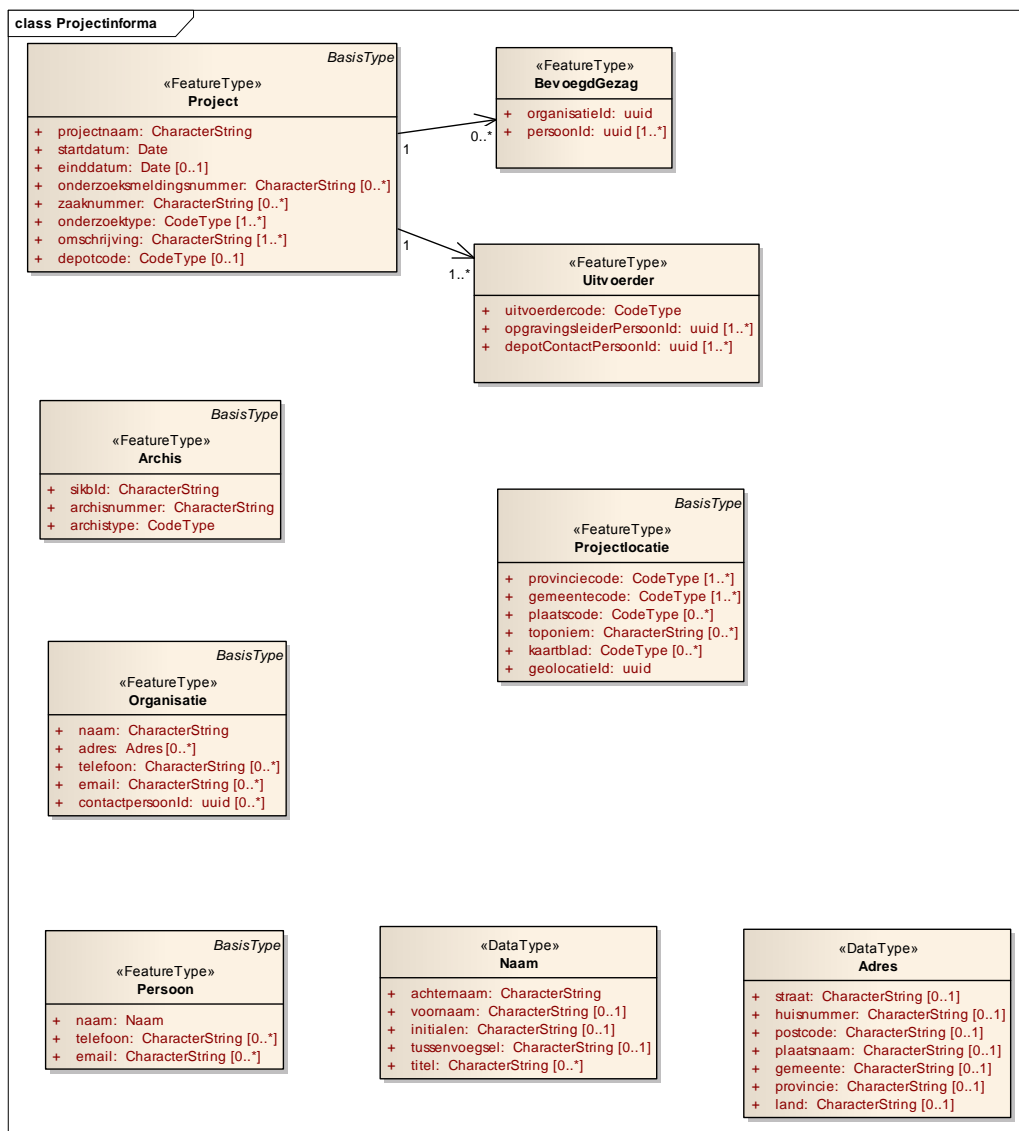 class Projectinforma
BasisType
«FeatureType»
Project
+ projectnaam: CharacterString
+ startdatum: Date
+ einddatum: Date [0..1]
+ onderzoeksmeldingsnummer: CharacterString [0..*]
+ zaaknummer: CharacterString [0..*]
+ onderzoektype: CodeType [1..*]
+ omschrijving: CharacterString [1..*]
+ depotcode: CodeType [0..1]
«FeatureType»
BevoegdGezag
+ organisatieId: uuid
+ persoonId: uuid [1..*]
1
0..*
1
1..*
«FeatureType»
Uitvoerder
+ uitvoerdercode: CodeType
+ opgravingsleiderPersoonId: uuid [1..*]
+ depotContactPersoonId: uuid [1..*]
BasisType
«FeatureType»
Archis
+ sikbId: CharacterString
+ archisnummer: CharacterString
+ archistype: CodeType
BasisType
«FeatureType»
Projectlocatie
+ provinciecode: CodeType [1..*]
+ gemeentecode: CodeType [1..*]
+ plaatscode: CodeType [0..*]
+ toponiem: CharacterString [0..*]
+ kaartblad: CodeType [0..*]
+ geolocatieId: uuid
BasisType
«FeatureType»
Organisatie
+ naam: CharacterString
+ adres: Adres [0..*]
+ telefoon: CharacterString [0..*]
+ email: CharacterString [0..*]
+ contactpersoonId: uuid [0..*]
BasisType
«FeatureType»
Persoon
+ naam: Naam
+ telefoon: CharacterString [0..*]
+ email: CharacterString [0..*]
«DataType»
Naam
+ achternaam: CharacterString
+ voornaam: CharacterString [0..1]
+ initialen: CharacterString [0..1]
+ tussenvoegsel: CharacterString [0..1]
+ titel: CharacterString [0..*]
«DataType»
Adres
+ straat: CharacterString [0..1]
+ huisnummer: CharacterString [0..1]
+ postcode: CharacterString [0..1]
+ plaatsnaam: CharacterString [0..1]
+ gemeente: CharacterString [0..1]
+ provincie: CharacterString [0..1]
+ land: CharacterString [0..1]